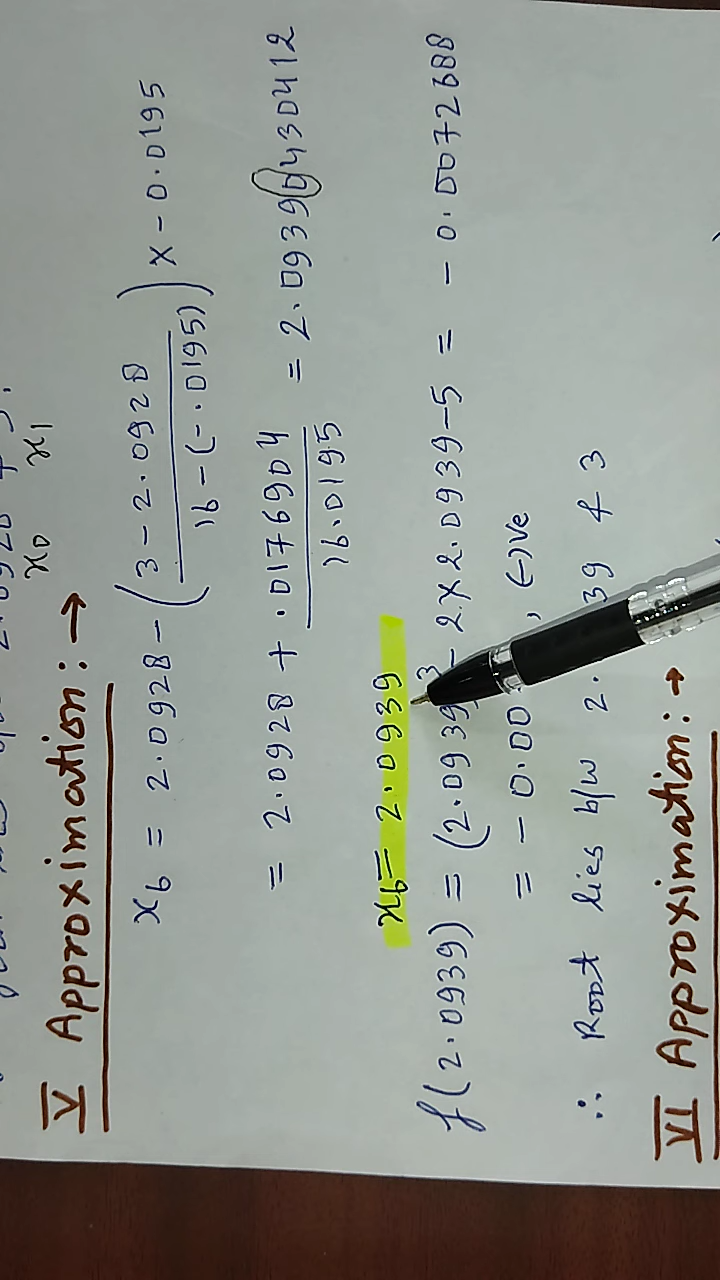 x0 x1
V Approximation :→
x6 = 2.0928 - ( 3 - 2.0928 / 16 - (- .0195) ) x - 0.0195
= 2.0928 + .0176904 / 16.0195 = 2.09390430412
x6 = 2.0939
f(2.0939) = (2.0939)3 - 2 x 2.0939 - 5 = - 0.0072688
= - 0.00 , (-)ve
∴ Root lies b/w 2. 39 & 3
VI Approximation :→